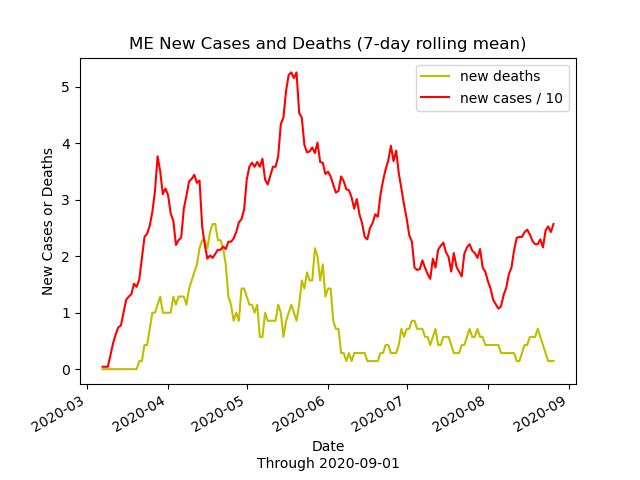 ME New Cases and Deaths (7-day rolling mean)
new deaths
new cases / 10
New Cases or Deaths
5
4
3
2
1
0
2020-03
2020-04
2020-05
2020-06
2020-07
2020-08
2020-09
Date
Through 2020-09-01